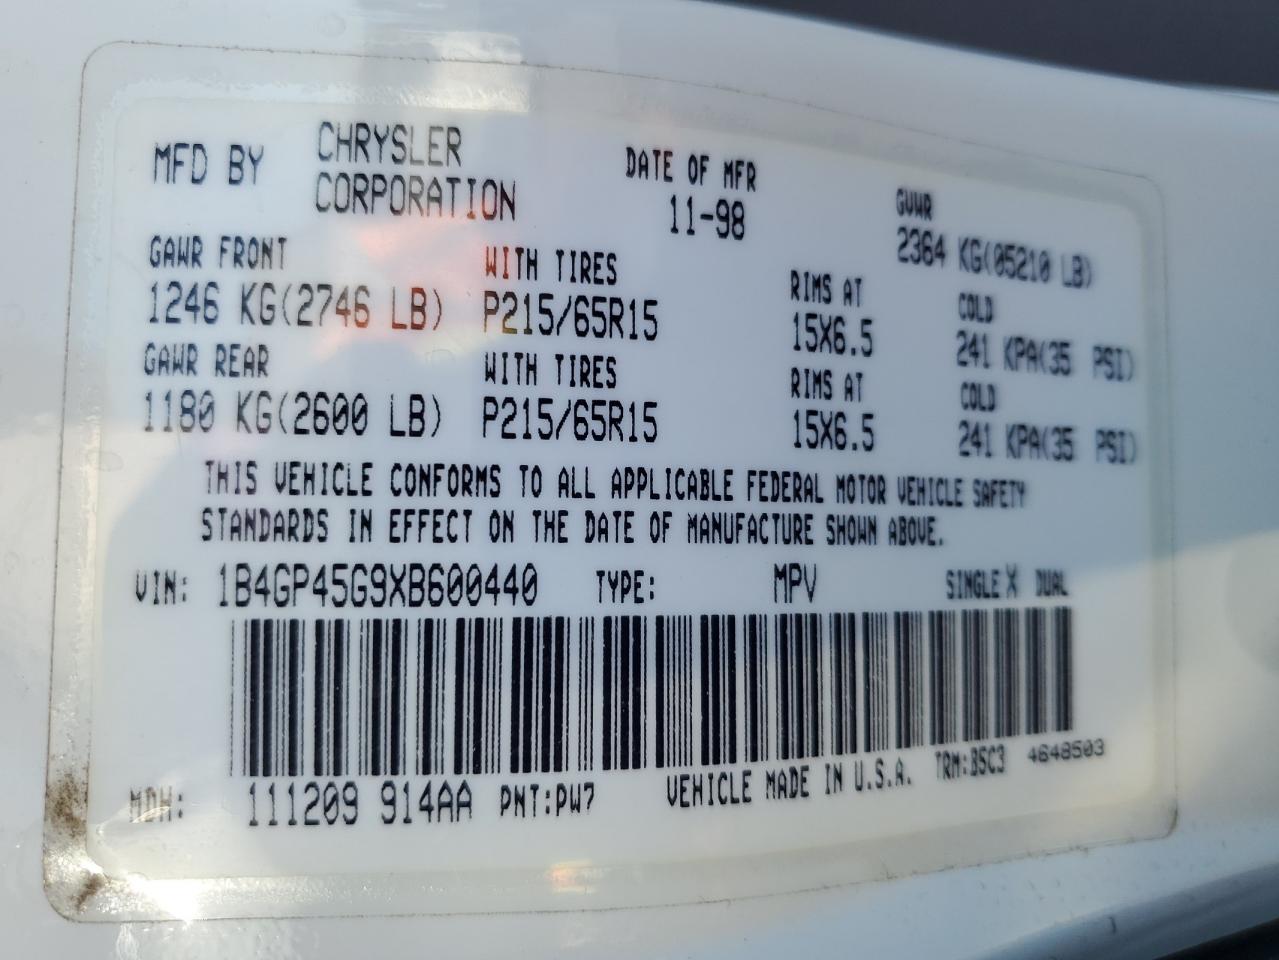 MFD BY CHRYSLER CORPORATION DATE OF MFR 11-98 GVWR 2364 KG(05210 LB)
GAWR FRONT WITH TIRES RIMS AT COLD
1246 KG(2746 LB) P215/65R15 15X6.5 241 KPA(35 PSI)
GAWR REAR WITH TIRES RIMS AT COLD
1180 KG(2600 LB) P215/65R15 15X6.5 241 KPA(35 PSI)
THIS VEHICLE CONFORMS TO ALL APPLICABLE FEDERAL MOTOR VEHICLE SAFETY
STANDARDS IN EFFECT ON THE DATE OF MANUFACTURE SHOWN ABOVE.
VIN: 1B4GP45G9XB600440 TYPE: MPV SINGLE X DUAL
MDH: 111209 914AA PNT:PW7 VEHICLE MADE IN U.S.A. TRM:B5C3 4648503